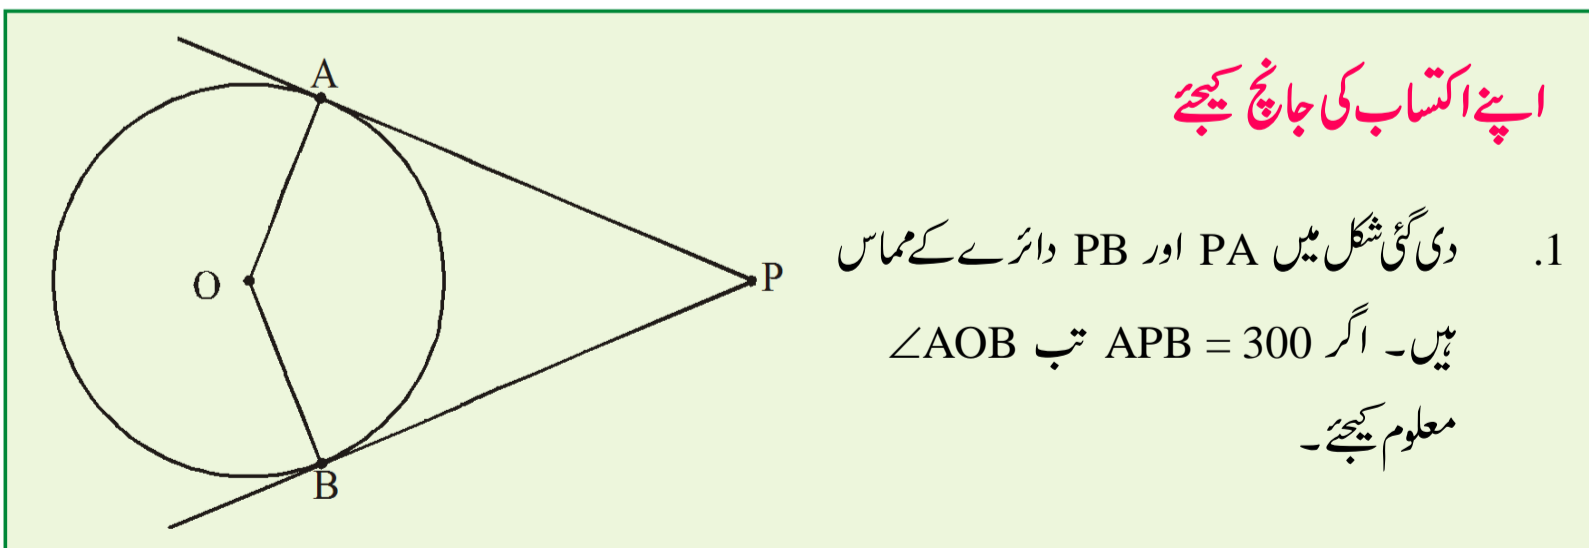 اپنے اکتساب کی جانچ کیجئے
1. دی گئی شکل میں PA اور PB دائرے کے مماس
ہیں۔ اگر APB = 300 تب ∠AOB
معلوم کیجئے۔
A
O
P
B